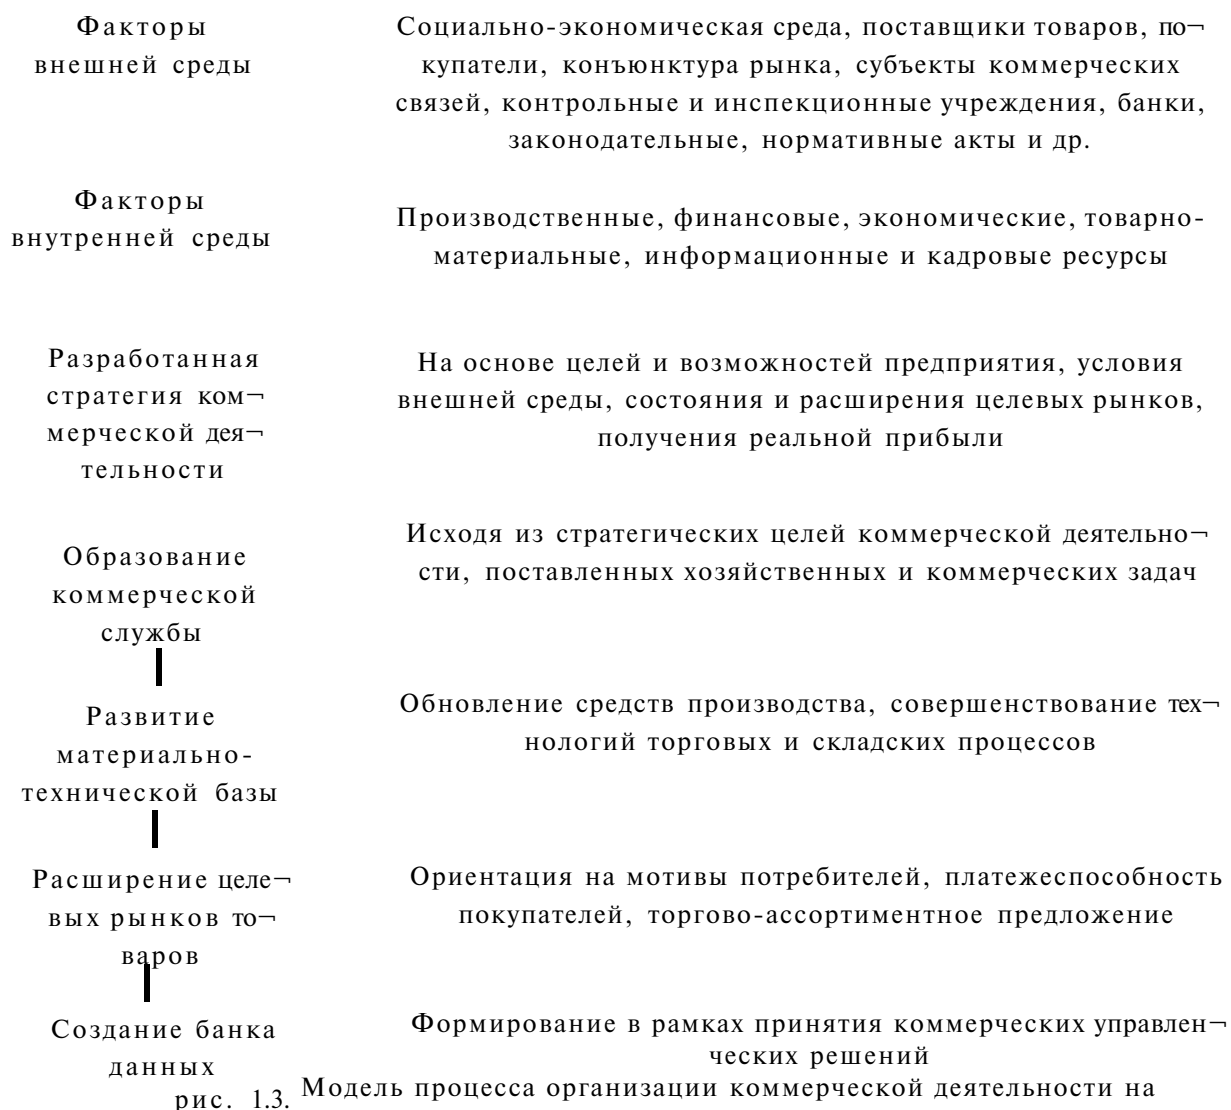 Факторы
внешней среды
Социально-экономическая среда, поставщики товаров, по¬
купатели, конъюнктура рынка, субъекты коммерческих
связей, контрольные и инспекционные учреждения, банки,
законодательные, нормативные акты и др.
Факторы
внутренней среды
Производственные, финансовые, экономические, товарно-
материальные, информационные и кадровые ресурсы
Разработанная
стратегия ком¬
мерческой дея¬
тельности
На основе целей и возможностей предприятия, условия
внешней среды, состояния и расширения целевых рынков,
получения реальной прибыли
Образование
коммерческой
службы
Исходя из стратегических целей коммерческой деятельно¬
сти, поставленных хозяйственных и коммерческих задач
Развитие
материально-
технической базы
Обновление средств производства, совершенствование тех¬
нологий торговых и складских процессов
Расширение целе¬
вых рынков то¬
варов
Ориентация на мотивы потребителей, платежеспособность
покупателей, торгово-ассортиментное предложение
Создание банка
данных
Формирование в рамках принятия коммерческих управлен¬
ческих решений
рис. 1.3. Модель процесса организации коммерческой деятельности на